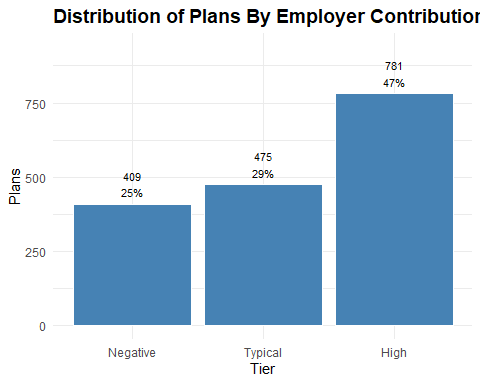 Distribution of Plans By Employer Contribution
781
47%
475
29%
409
25%
Plans
750
500
250
0
Negative
Typical
High
Tier